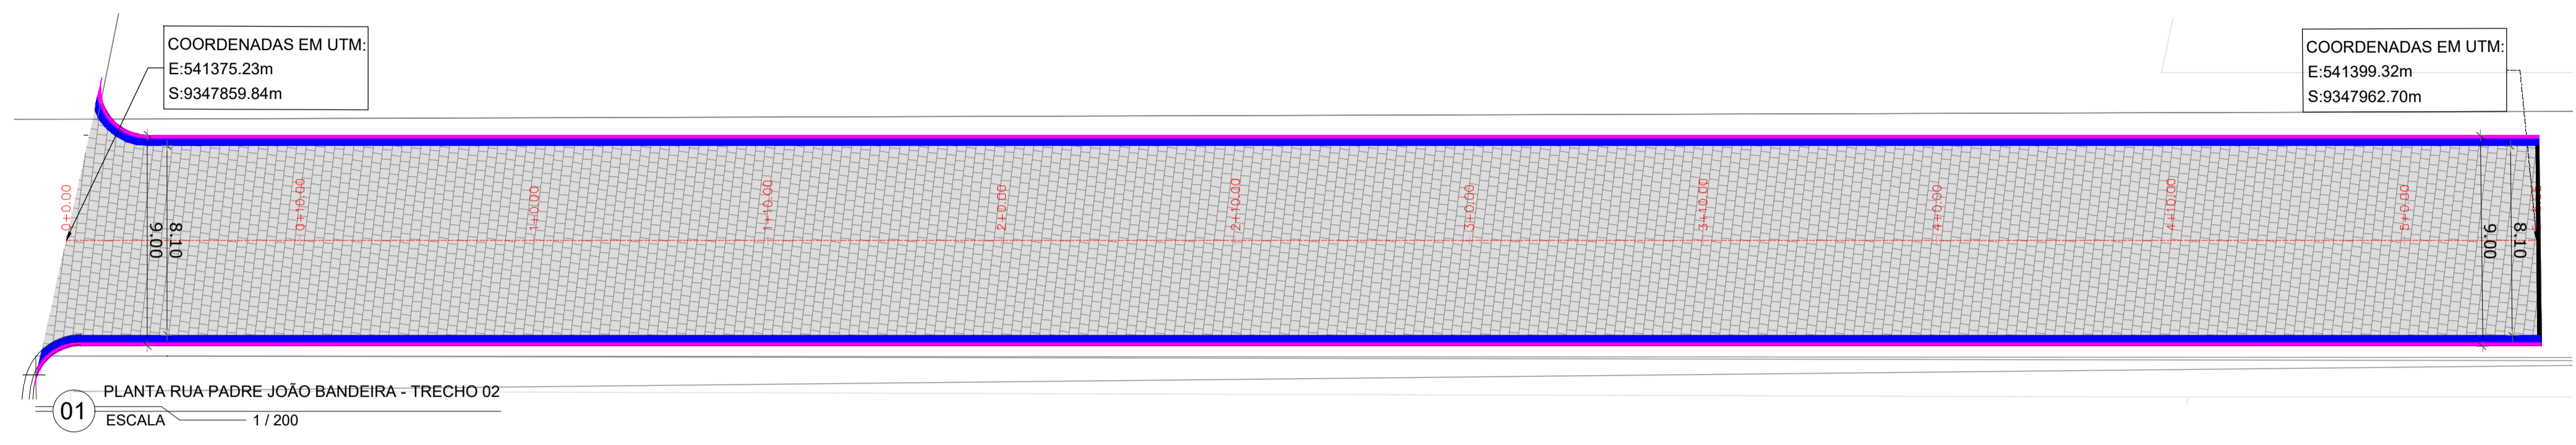 COORDENADAS EM UTM:
E:541375.23m
S:9347859.84m
COORDENADAS EM UTM:
E:541399.32m
S:9347962.70m
0+0.00
0+10.00
1+0.00
1+10.00
2+0.00
2+10.00
3+0.00
3+10.00
4+0.00
4+10.00
5+0.00
9.00
8.10
9.00
8.10
01
PLANTA RUA PADRE JOÃO BANDEIRA - TRECHO 02
ESCALA 1 / 200